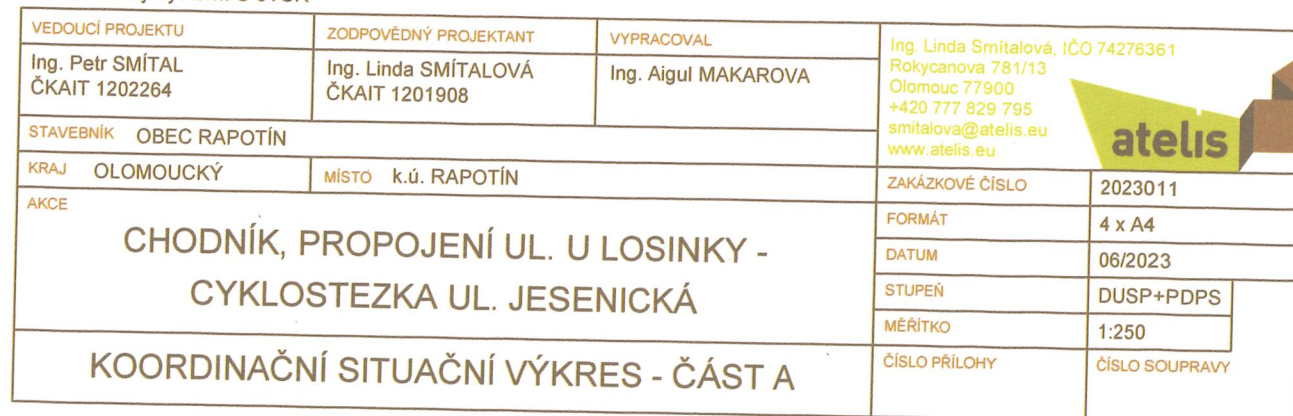 VEDOUCÍ PROJEKTU
Ing. Petr SMÍTAL
ČKAIT 1202264
ZODPOVĚDNÝ PROJEKTANT
Ing. Linda SMÍTALOVÁ
ČKAIT 1201908
VYPRACOVAL
Ing. Aigul MAKAROVA
Ing. Linda Smítalová, IČO 74276361
Rokycanova 781/13
Olomouc 77900
+420 777 829 795
smitalova@atelis.eu
www.atelis.eu
atelis
STAVEBNÍK OBEC RAPOTÍN
KRAJ OLOMOUCKÝ
MÍSTO k.ú. RAPOTÍN
AKCE
CHODNÍK, PROPOJENÍ UL. U LOSINKY -
CYKLOSTEZKA UL. JESENICKÁ
KOORDINAČNÍ SITUAČNÍ VÝKRES - ČÁST A
ZAKÁZKOVÉ ČÍSLO 2023011
FORMÁT 4 x A4
DATUM 06/2023
STUPEŇ DUSP+PDPS
MĚŘÍTKO 1:250
ČÍSLO PŘÍLOHY
ČÍSLO SOUPRAVY